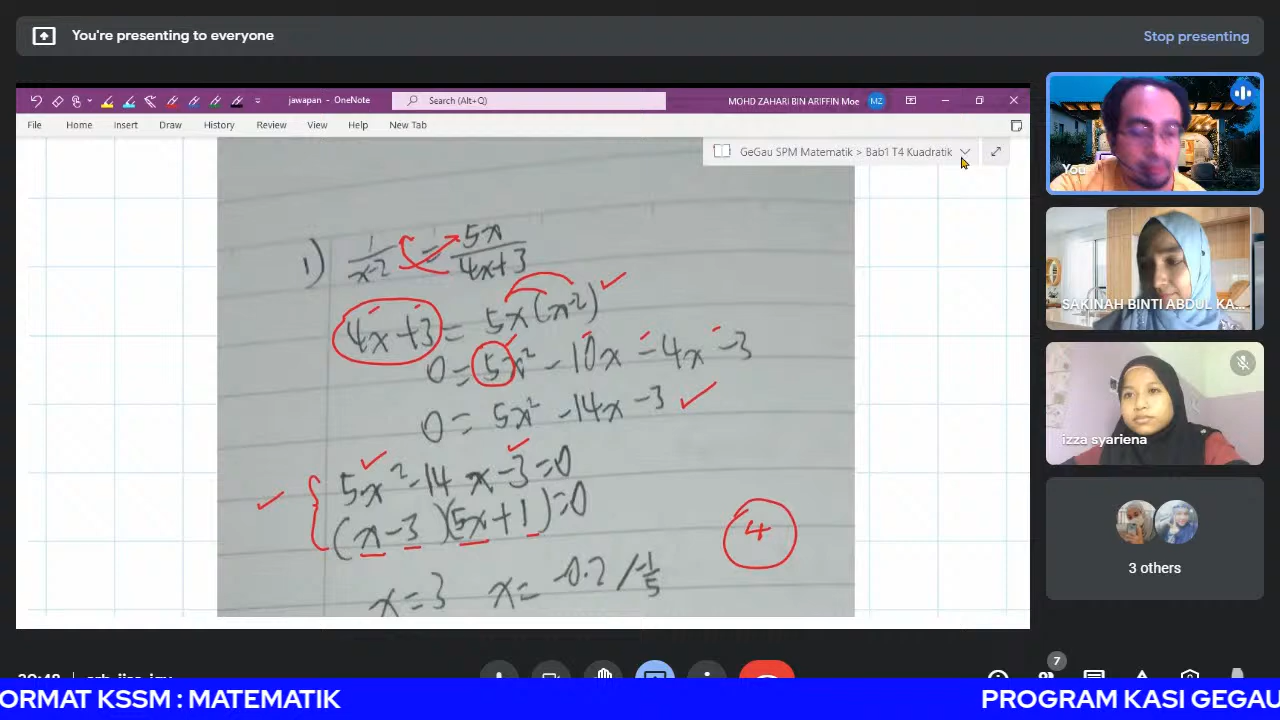 You're presenting to everyone
Stop presenting
jawapan - OneNote
Search (Alt+Q)
MOHD ZAHARI BIN ARIFFIN Moe
MZ
File Home Insert Draw History Review View Help New Tab
GeGau SPM Matematik > Bab1 T4 Kuadratik
1) 1/(x-2) = 5x/(4x+3)
4x+3 = 5x(x-2)
0 = 5x² - 10x - 4x - 3
0 = 5x² - 14x - 3
5x² - 14x - 3 = 0
(x - 3)(5x + 1) = 0
x = 3 x = -0.2 / -1/5
4
You
SAKINAH BINTI ABDUL KA...
izza syariena
3 others
7
ORMAT KSSM : MATEMATIK
PROGRAM KASI GEGAU